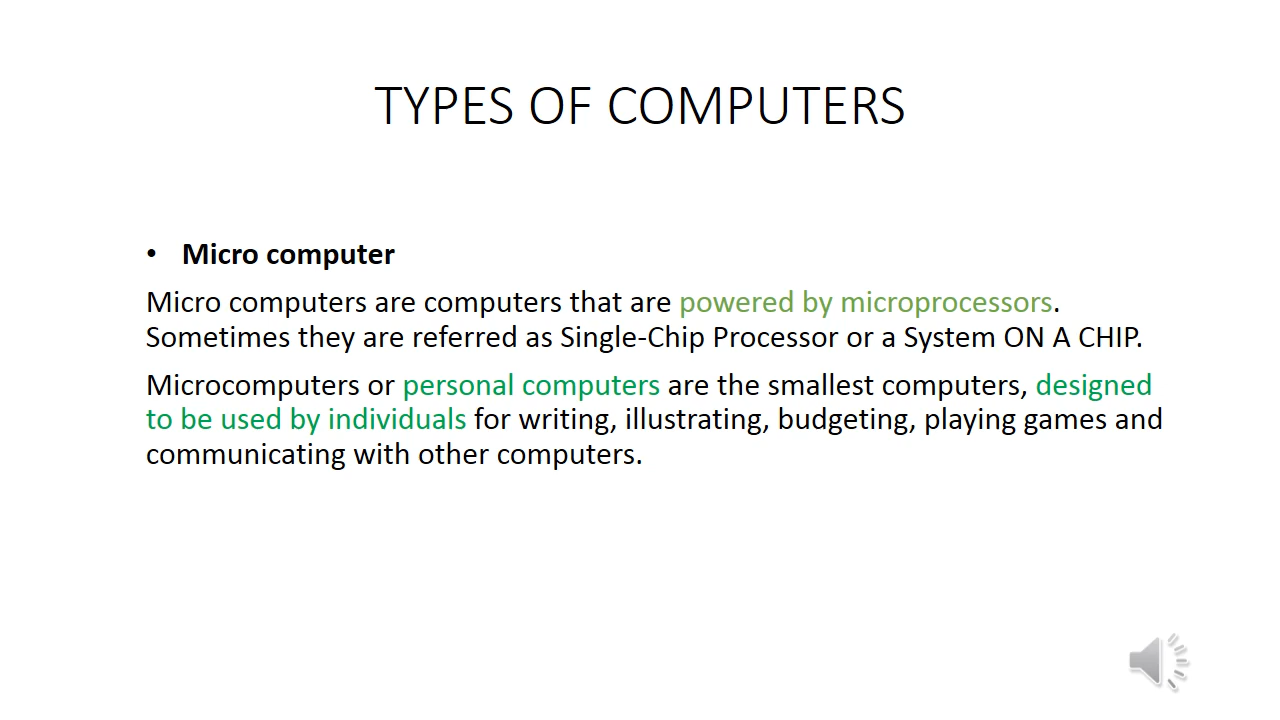 TYPES OF COMPUTERS
• Micro computer
Micro computers are computers that are powered by microprocessors.
Sometimes they are referred as Single-Chip Processor or a System ON A CHIP.
Microcomputers or personal computers are the smallest computers, designed
to be used by individuals for writing, illustrating, budgeting, playing games and
communicating with other computers.